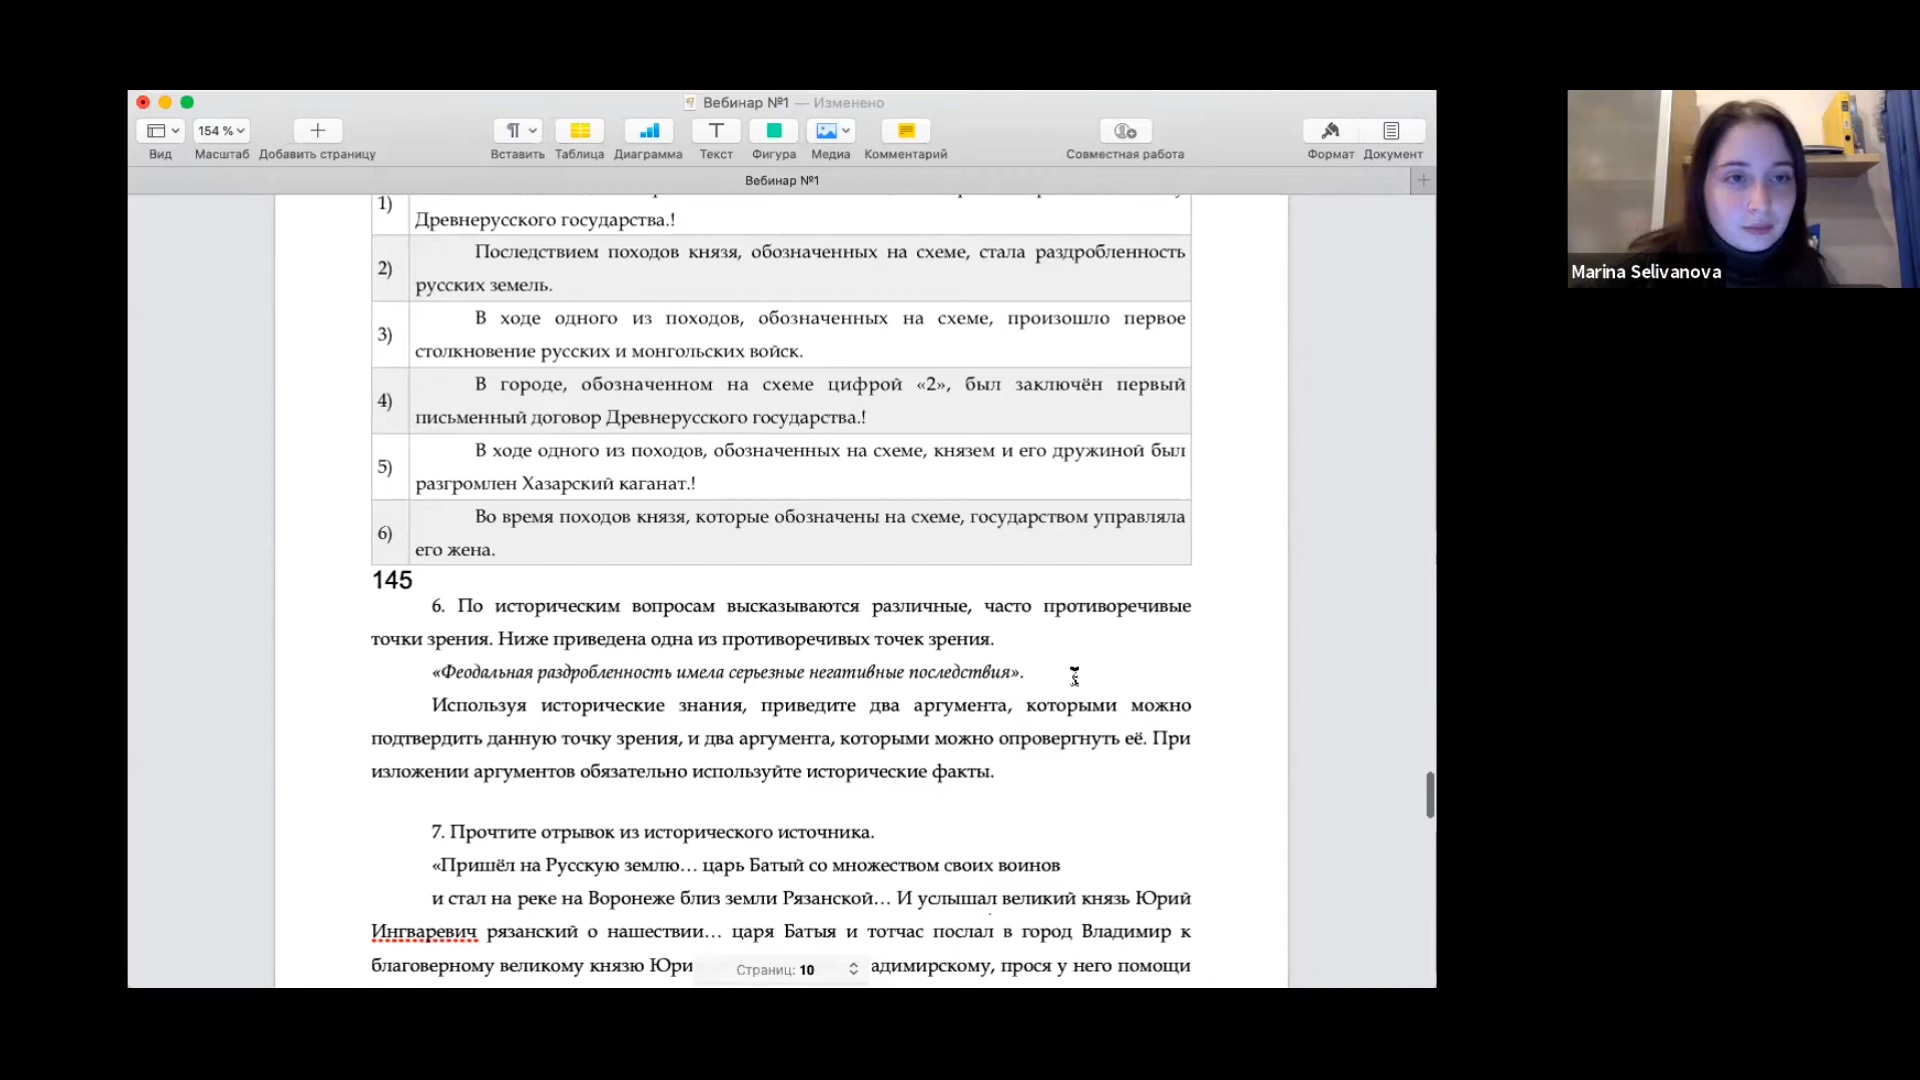 Вебинар №1 — Изменено
154 %
Вид Масштаб Добавить страницу Вставить Таблица Диаграмма Текст Фигура Медиа Комментарий Совместная работа Формат Документ
Вебинар №1
1)
Древнерусского государства.!
2) Последствием походов князя, обозначенных на схеме, стала раздробленность
русских земель.
3) В ходе одного из походов, обозначенных на схеме, произошло первое
столкновение русских и монгольских войск.
4) В городе, обозначенном на схеме цифрой «2», был заключён первый
письменный договор Древнерусского государства.!
5) В ходе одного из походов, обозначенных на схеме, князем и его дружиной был
разгромлен Хазарский каганат.!
6) Во время походов князя, которые обозначены на схеме, государством управляла
его жена.
145
6. По историческим вопросам высказываются различные, часто противоречивые
точки зрения. Ниже приведена одна из противоречивых точек зрения.
«Феодальная раздробленность имела серьезные негативные последствия».
Используя исторические знания, приведите два аргумента, которыми можно
подтвердить данную точку зрения, и два аргумента, которыми можно опровергнуть её. При
изложении аргументов обязательно используйте исторические факты.
7. Прочтите отрывок из исторического источника.
«Пришёл на Русскую землю… царь Батый со множеством своих воинов
и стал на реке на Воронеже близ земли Рязанской… И услышал великий князь Юрий
Ингваревич рязанский о нашествии… царя Батыя и тотчас послал в город Владимир к
благоверному великому князю Юри адимирскому, прося у него помощи
Страниц: 10
Marina Selivanova